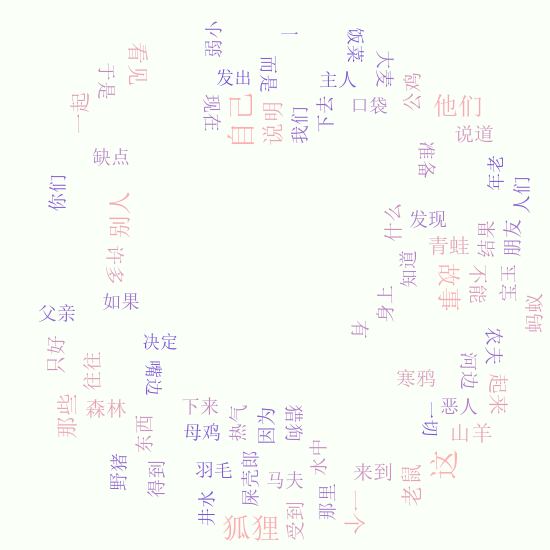 弱小
一
饭菜
看见
于是
发出
而是
主人
大麦
公鸡
一起
现在
自己
说明
我们
下去
口袋
他们
说道
缺点
准备
老牛
你们
人们
别人
什么
发现
青蛙
结果
朋友
许多
知道
故事
不能
宝玉
如果
身上
父亲
有
蚂蚁
只好
决定
农夫
往往
嘴边
寒鸦
河边
起来
那些
森林
下来
恶人
一切
东西
母鸡
热气
因为
猎狗
山羊
野猪
得到
羽毛
屎壳郎
马夫
水中
来到
老鼠
这
井水
狐狸
受到
那里
一个